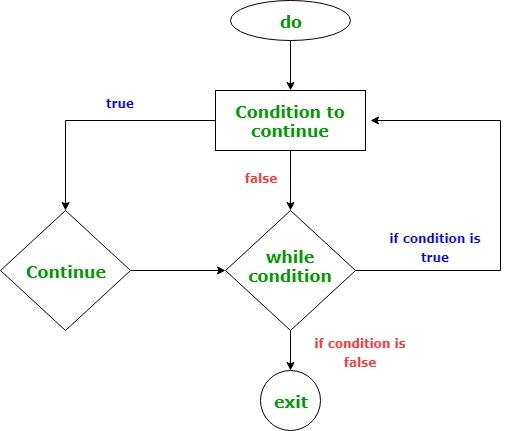 do
true
Condition to
continue
false
if condition is
true
Continue
while
condition
if condition is
false
exit